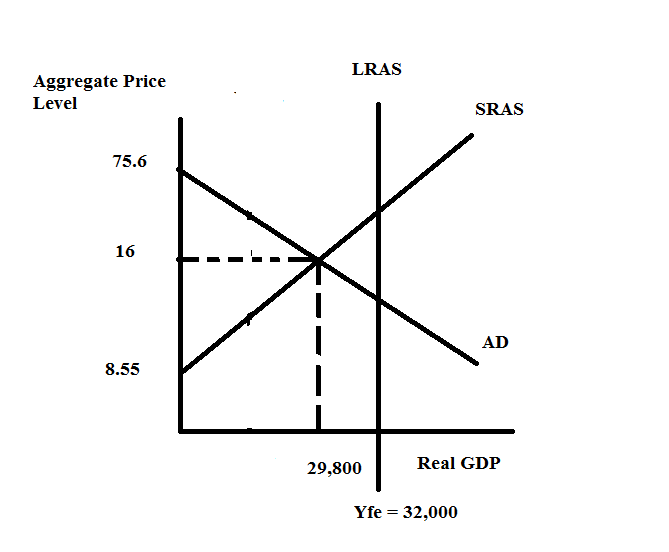 LRAS
Aggregate Price
Level
SRAS
75.6
16
AD
8.55
29,800
Real GDP
Yfe = 32,000